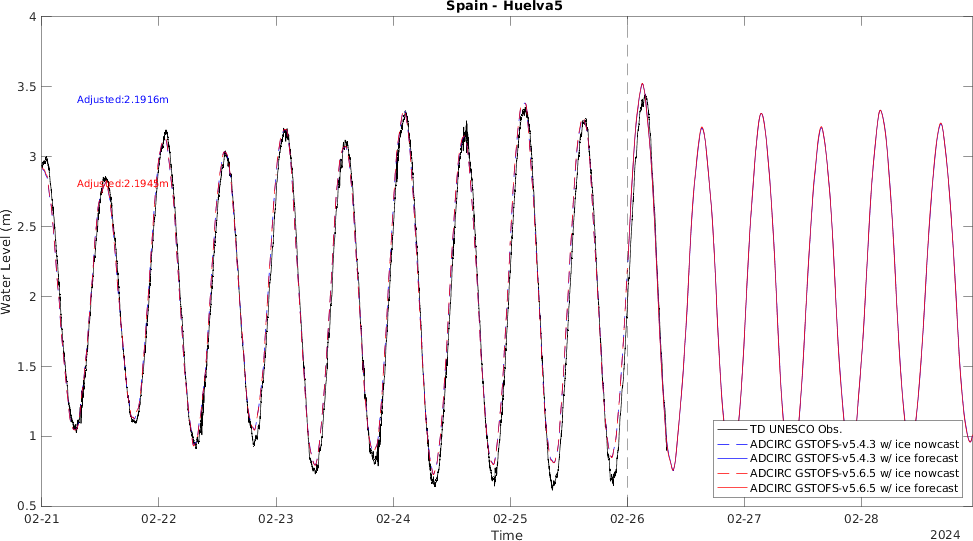 Spain - Huelva5
4
3.5
3
2.5
2
1.5
1
0.5
Water Level (m)
Adjusted:2.1916m
Adjusted:2.1945m
TD UNESCO Obs.
ADCIRC GSTOFS-v5.4.3 w/ ice nowcast
ADCIRC GSTOFS-v5.4.3 w/ ice forecast
ADCIRC GSTOFS-v5.6.5 w/ ice nowcast
ADCIRC GSTOFS-v5.6.5 w/ ice forecast
02-21 02-22 02-23 02-24 02-25 02-26 02-27 02-28
Time
2024